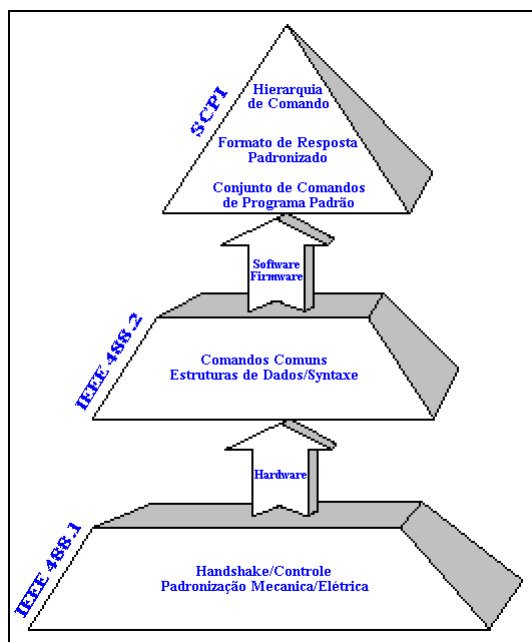 SCPI
Hierarquia
de Comando
Formato de Resposta
Padronizado
Conjunto de Comandos
de Programa Padrão
Software
Firmware
IEEE 488.2
Comandos Comuns
Estruturas de Dados/Syntaxe
Hardware
IEEE 488.1
Handshake/Controle
Padronização Mecanica/Elétrica